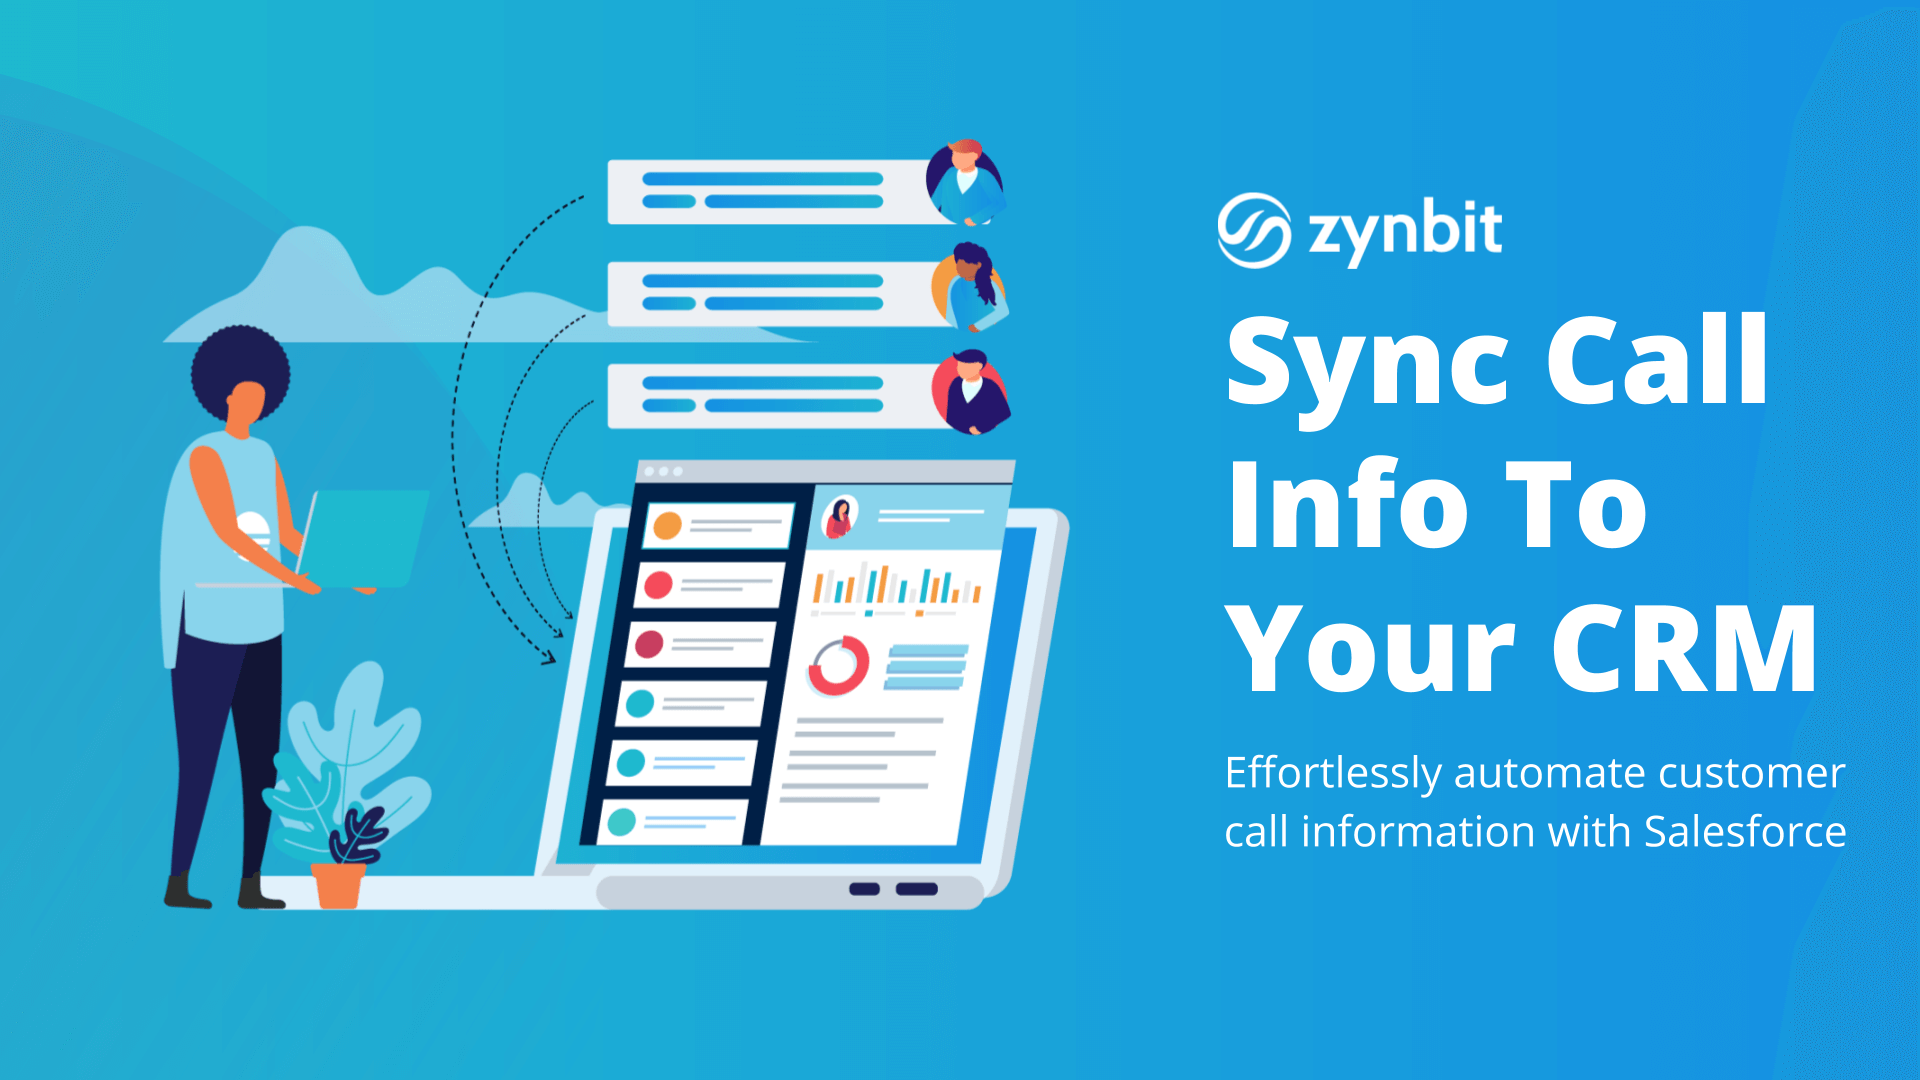 zynbit
Sync Call
Info To
Your CRM
Effortlessly automate customer
call information with Salesforce